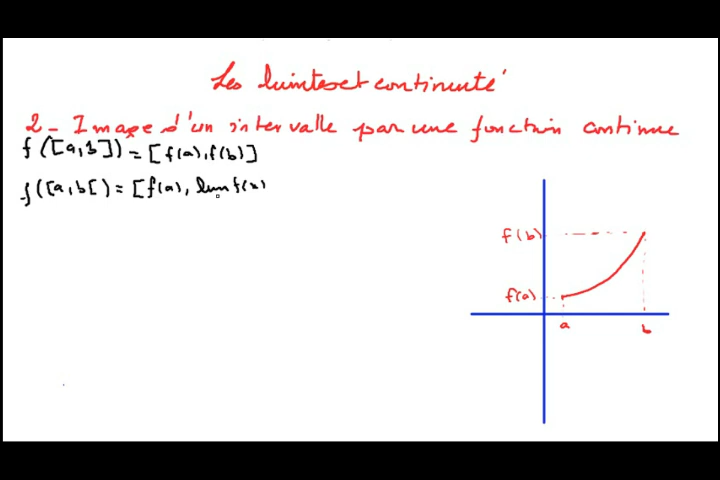 Les limites et continuité
2- Image d'un intervalle par une fonction continue
f([a,b]) = [f(a), f(b)]
f([a,b[) = [f(a), lim f(x)
f(b)
f(a)
a b